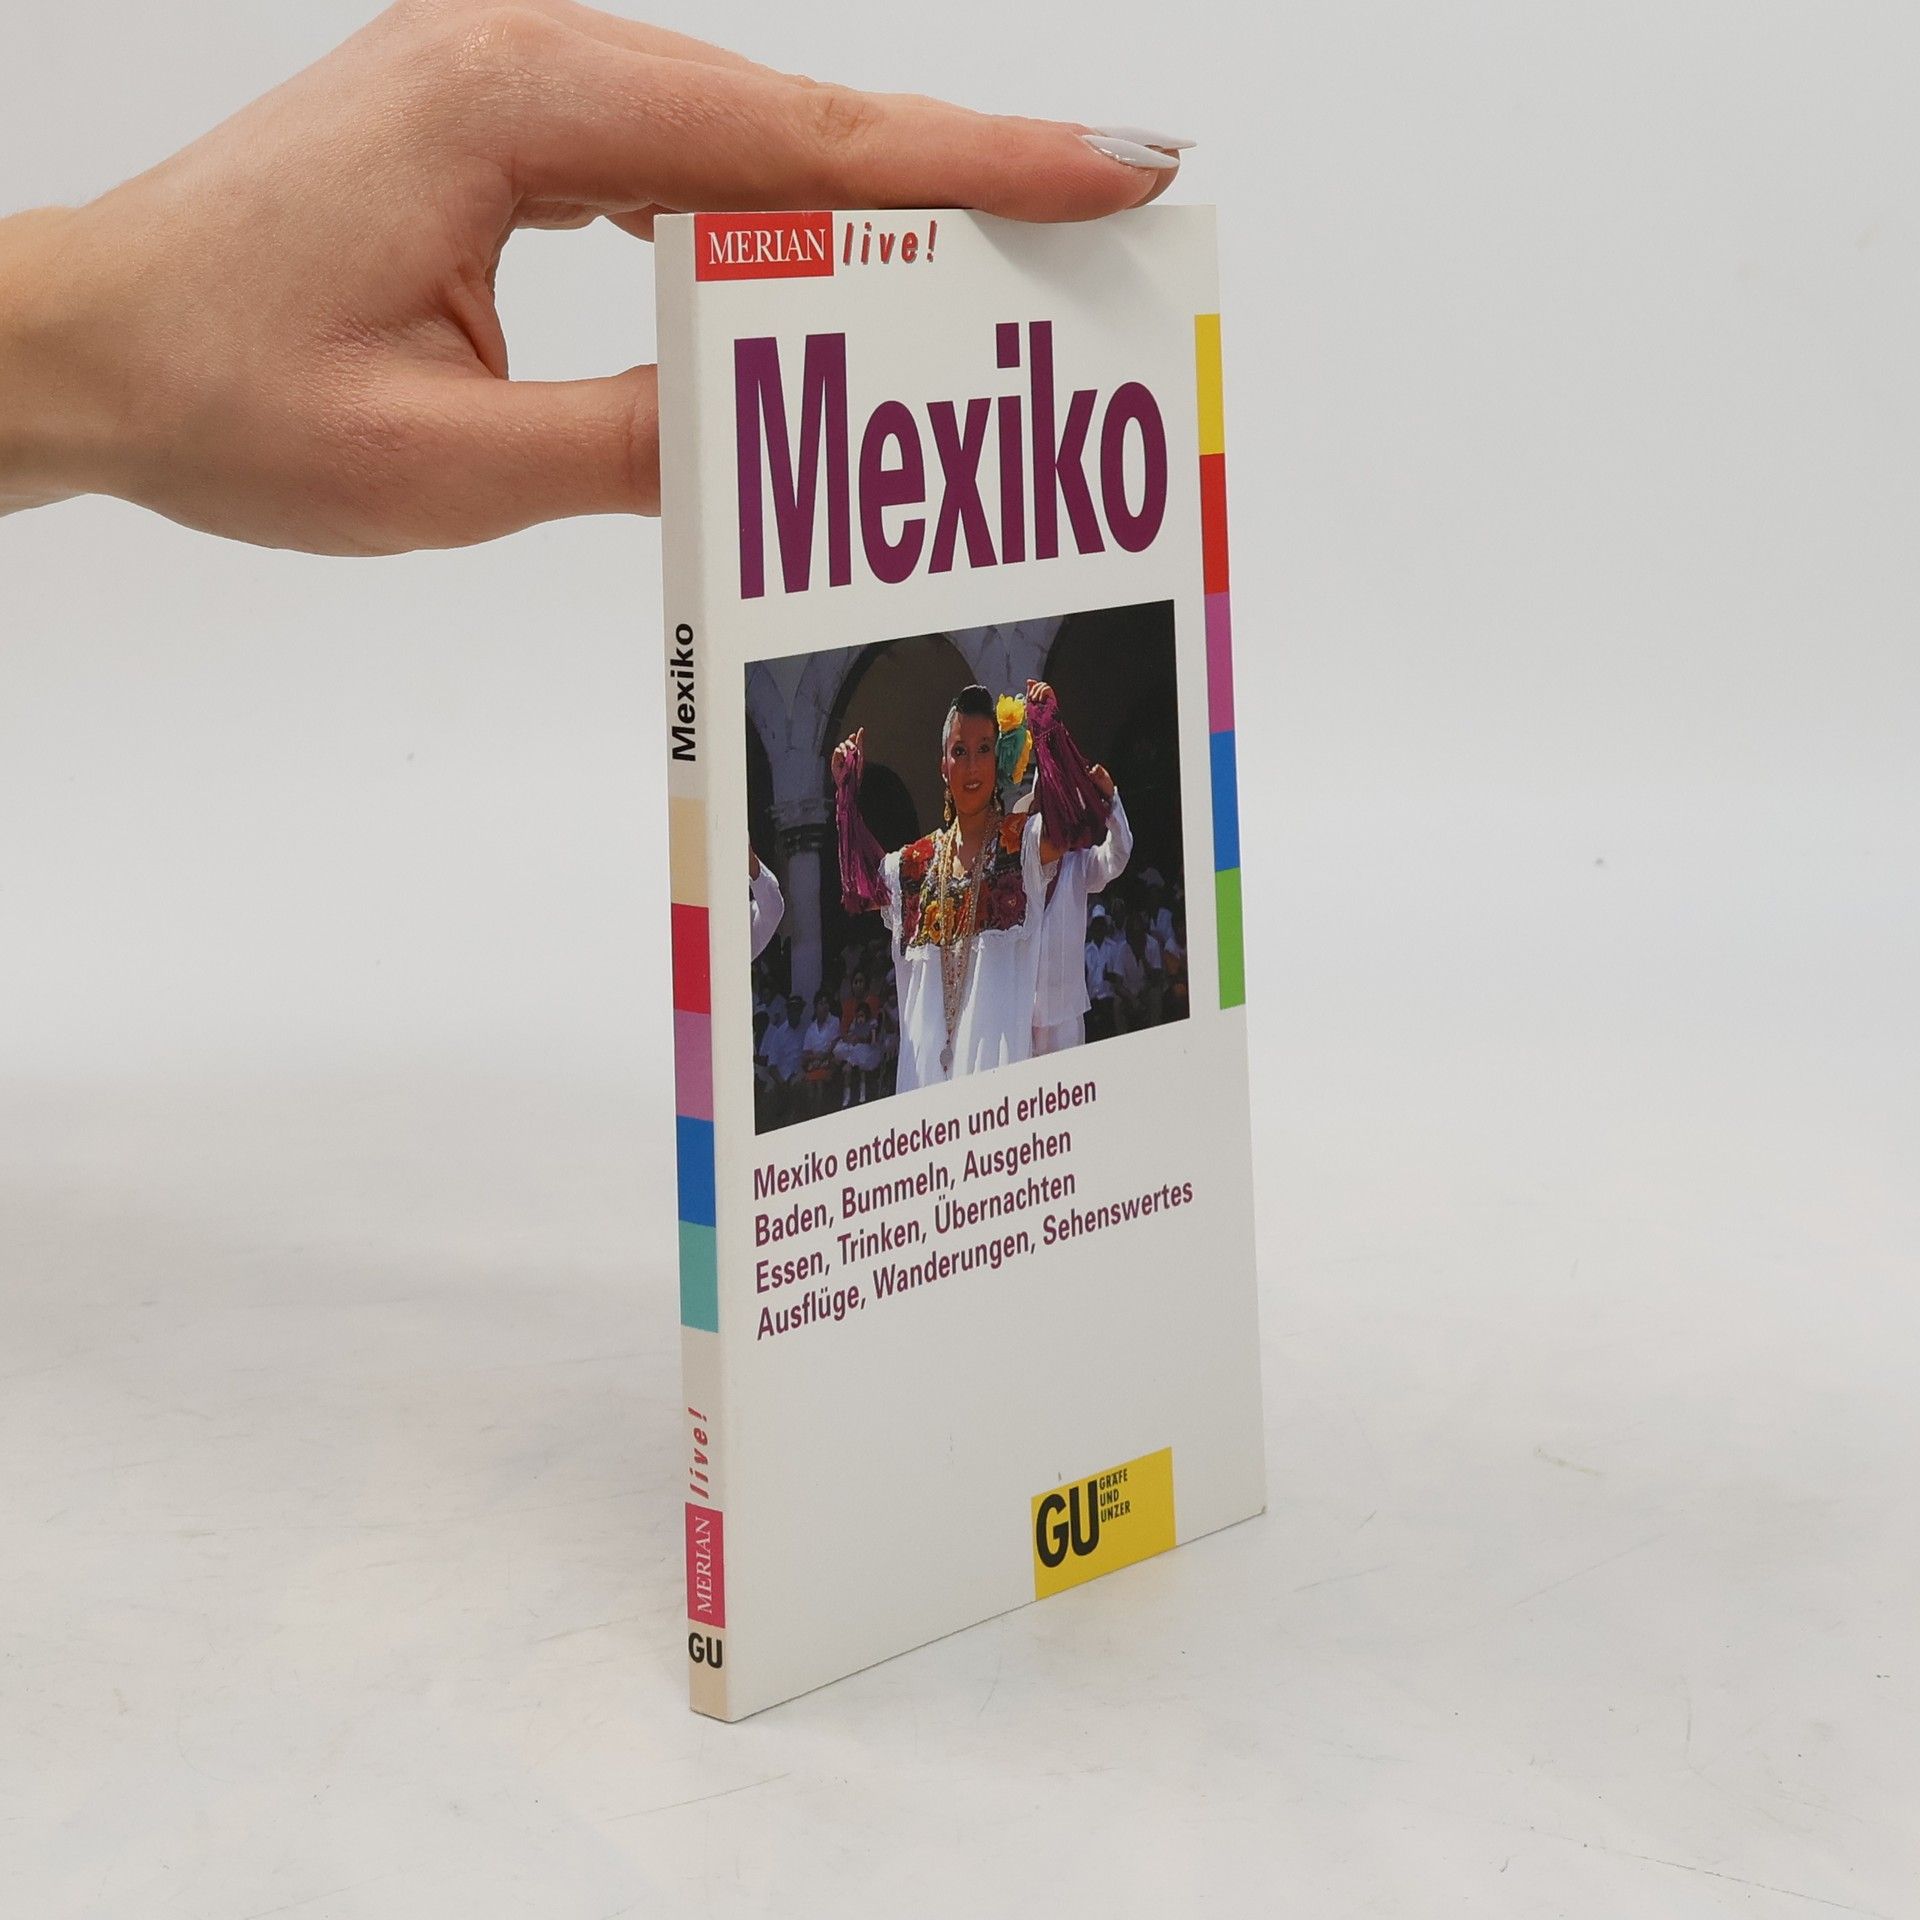 MERIAN live!
Mexiko
Mexiko entdecken und erleben
Baden, Bummeln, Ausgehen
Essen, Trinken, Übernachten
Ausflüge, Wanderungen, Sehenswertes
GU GRÄFE
UND
UNZER
Mexiko
live!
MERIAN
GU